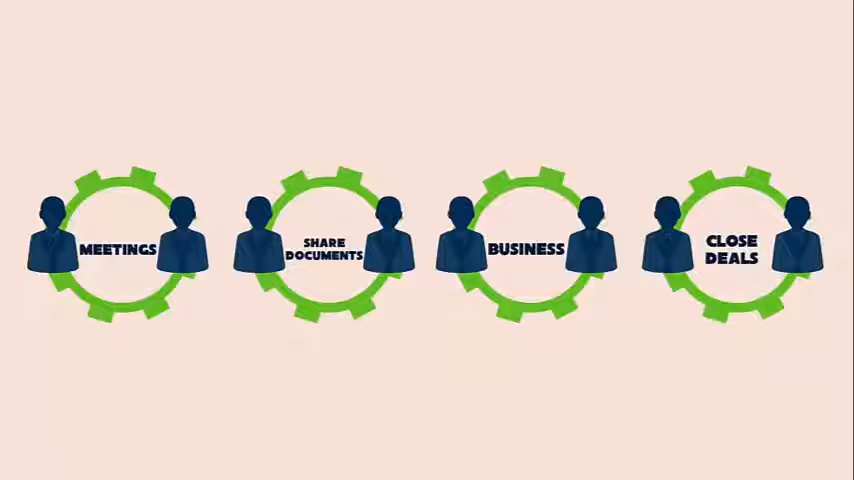 MEETINGS
SHARE
DOCUMENTS
BUSINESS
CLOSE
DEALS